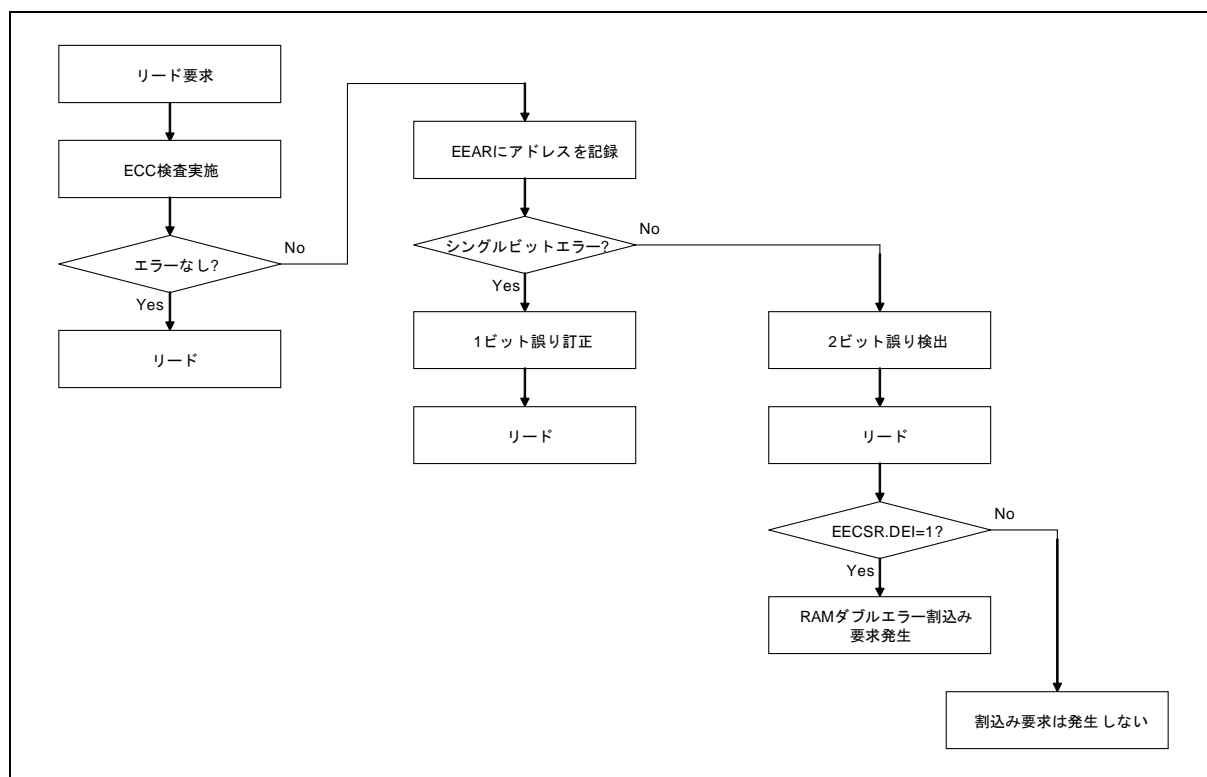 リード要求
ECC検査実施
エラーなし?
No
Yes
リード
EEARにアドレスを記録
シングルビットエラー?
No
Yes
1ビット誤り訂正
リード
2ビット誤り検出
リード
EECSR.DEI=1?
No
Yes
RAMダブルエラー割込み
要求発生
割込み要求は発生しない